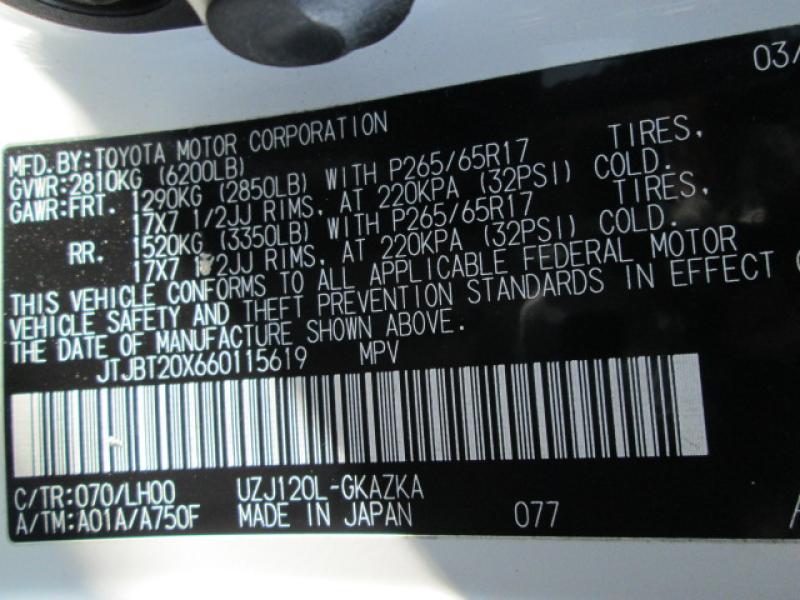 03/
MFD.BY:TOYOTA MOTOR CORPORATION
GVWR:2810KG (6200LB)
GAWR:FRT. 1290KG (2850LB) WITH P265/65R17 TIRES,
17X7 1/2JJ RIMS, AT 220KPA (32PSI) COLD.
RR. 1520KG (3350LB) WITH P265/65R17 TIRES,
17X7 1/2JJ RIMS, AT 220KPA (32PSI) COLD.
THIS VEHICLE CONFORMS TO ALL APPLICABLE FEDERAL MOTOR
VEHICLE SAFETY AND THEFT PREVENTION STANDARDS IN EFFECT
THE DATE OF MANUFACTURE SHOWN ABOVE.
JTJBT20X660115619 MPV
C/TR:070/LH00 UZJ120L-GKAZKA
A/TM:A01A/A750F MADE IN JAPAN 077